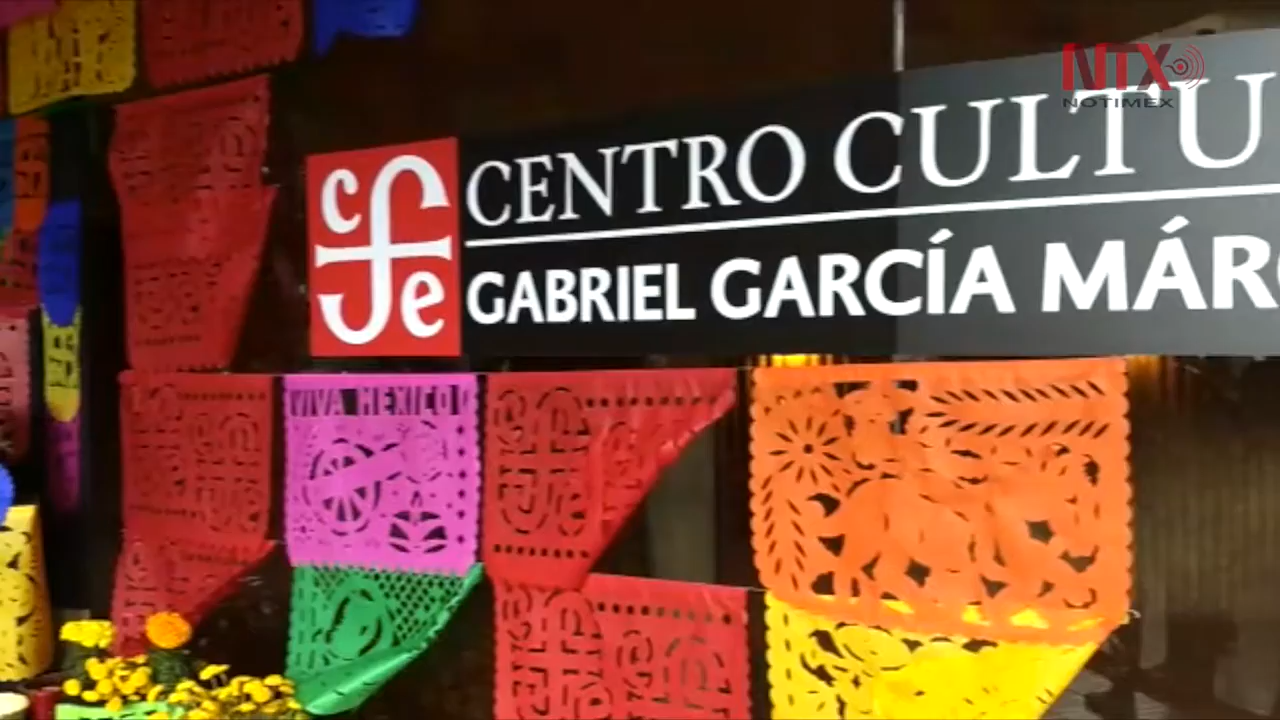 NTX
NOTIMEX
cfe
CENTRO CULTU
GABRIEL GARCÍA MÁR
VIVA MEXICO